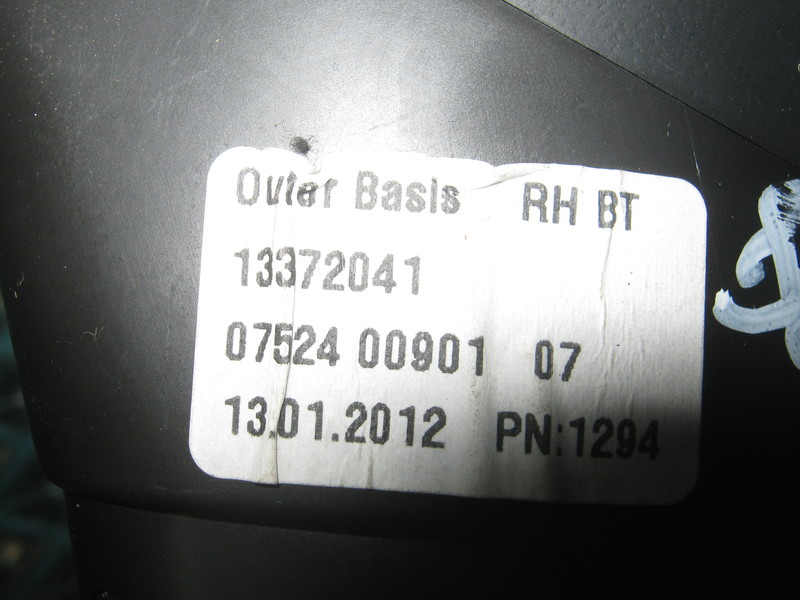 Outer Basis RH BT
13372041
07524 00901 07
13.01.2012 PN:1294